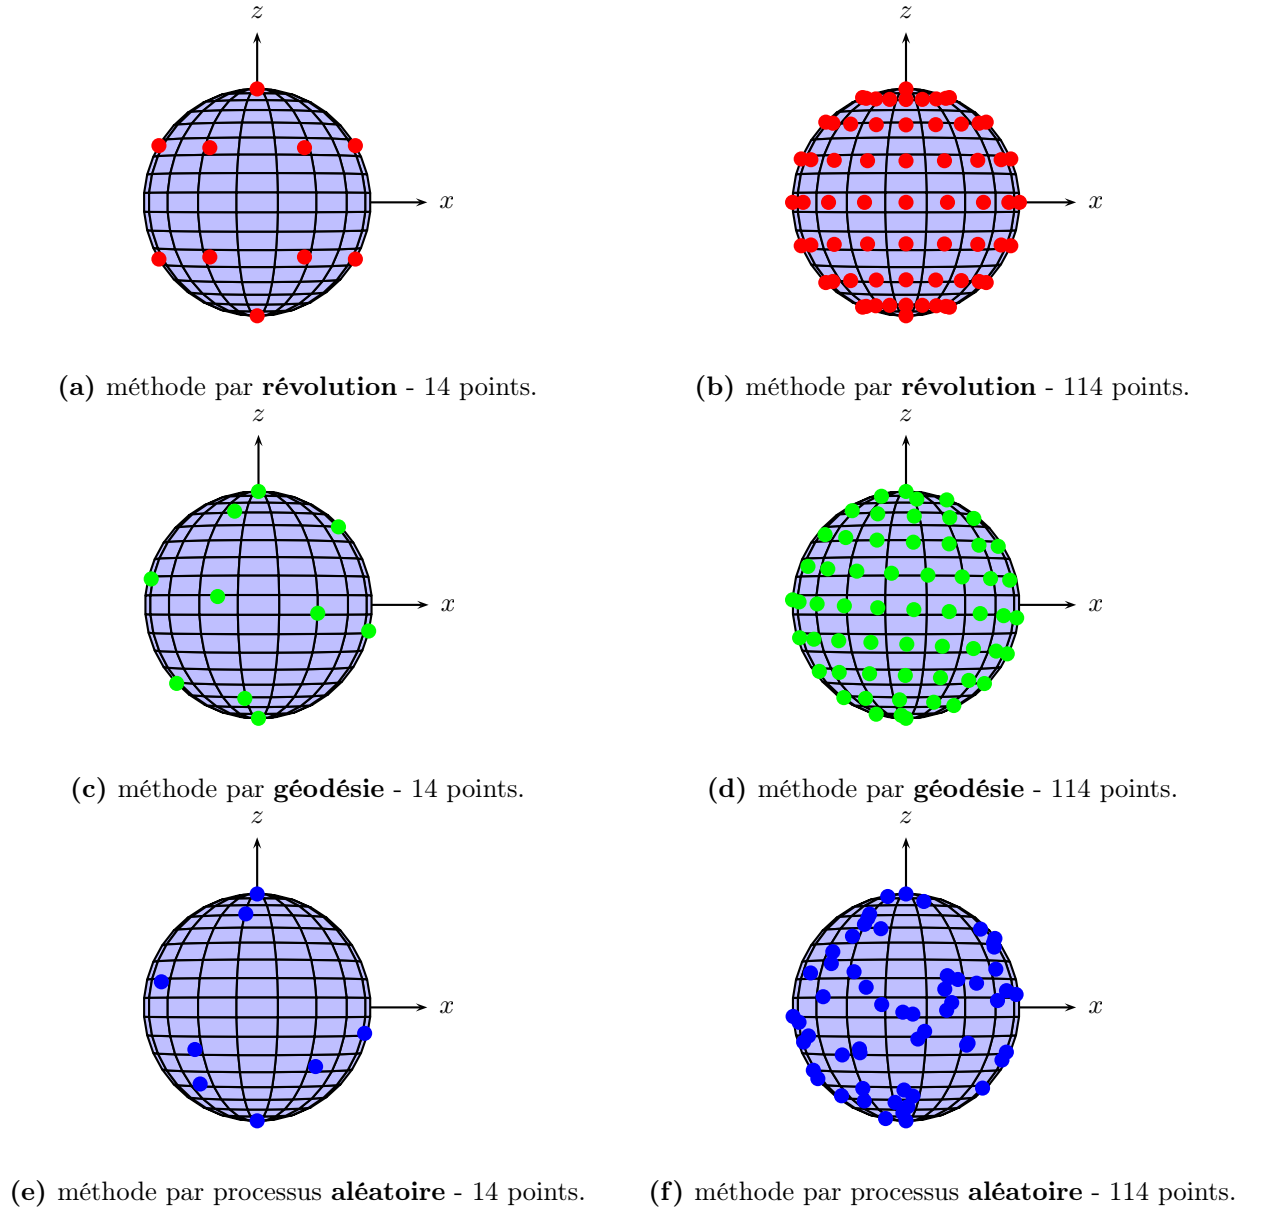 z
z
x
x
(a) méthode par révolution - 14 points.
(b) méthode par révolution - 114 points.
z
z
x
x
(c) méthode par géodésie - 14 points.
(d) méthode par géodésie - 114 points.
z
z
x
x
(e) méthode par processus aléatoire - 14 points.
(f) méthode par processus aléatoire - 114 points.